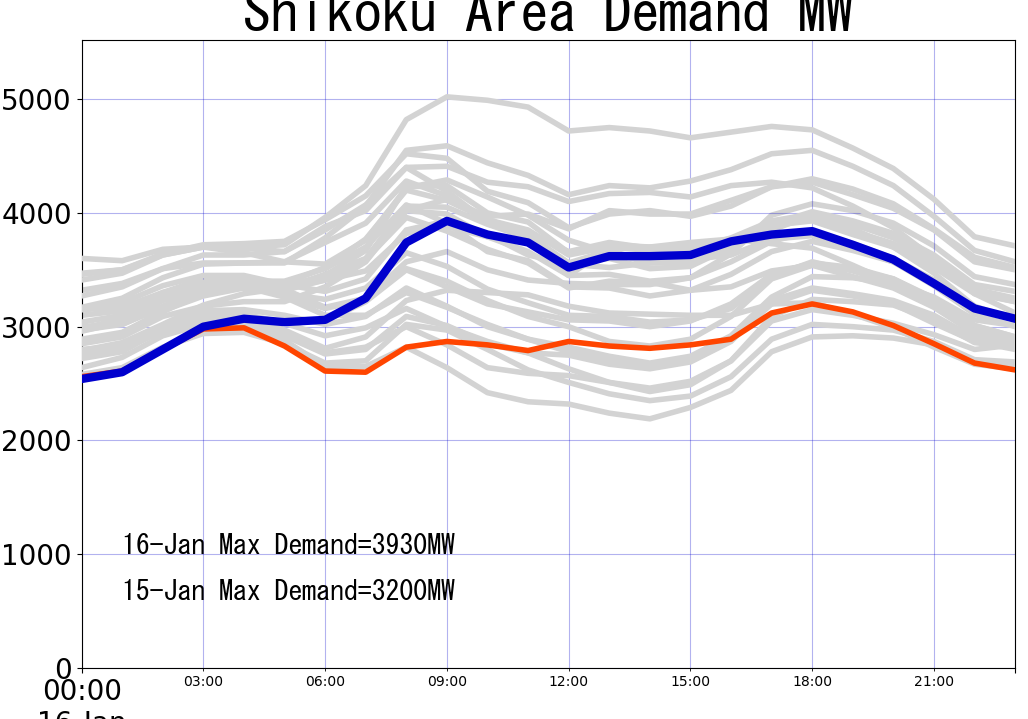 Shikoku Area Demand MW
5000
4000
3000
2000
1000
0
16-Jan Max Demand=3930MW
15-Jan Max Demand=3200MW
00:00 03:00 06:00 09:00 12:00 15:00 18:00 21:00
16Jan